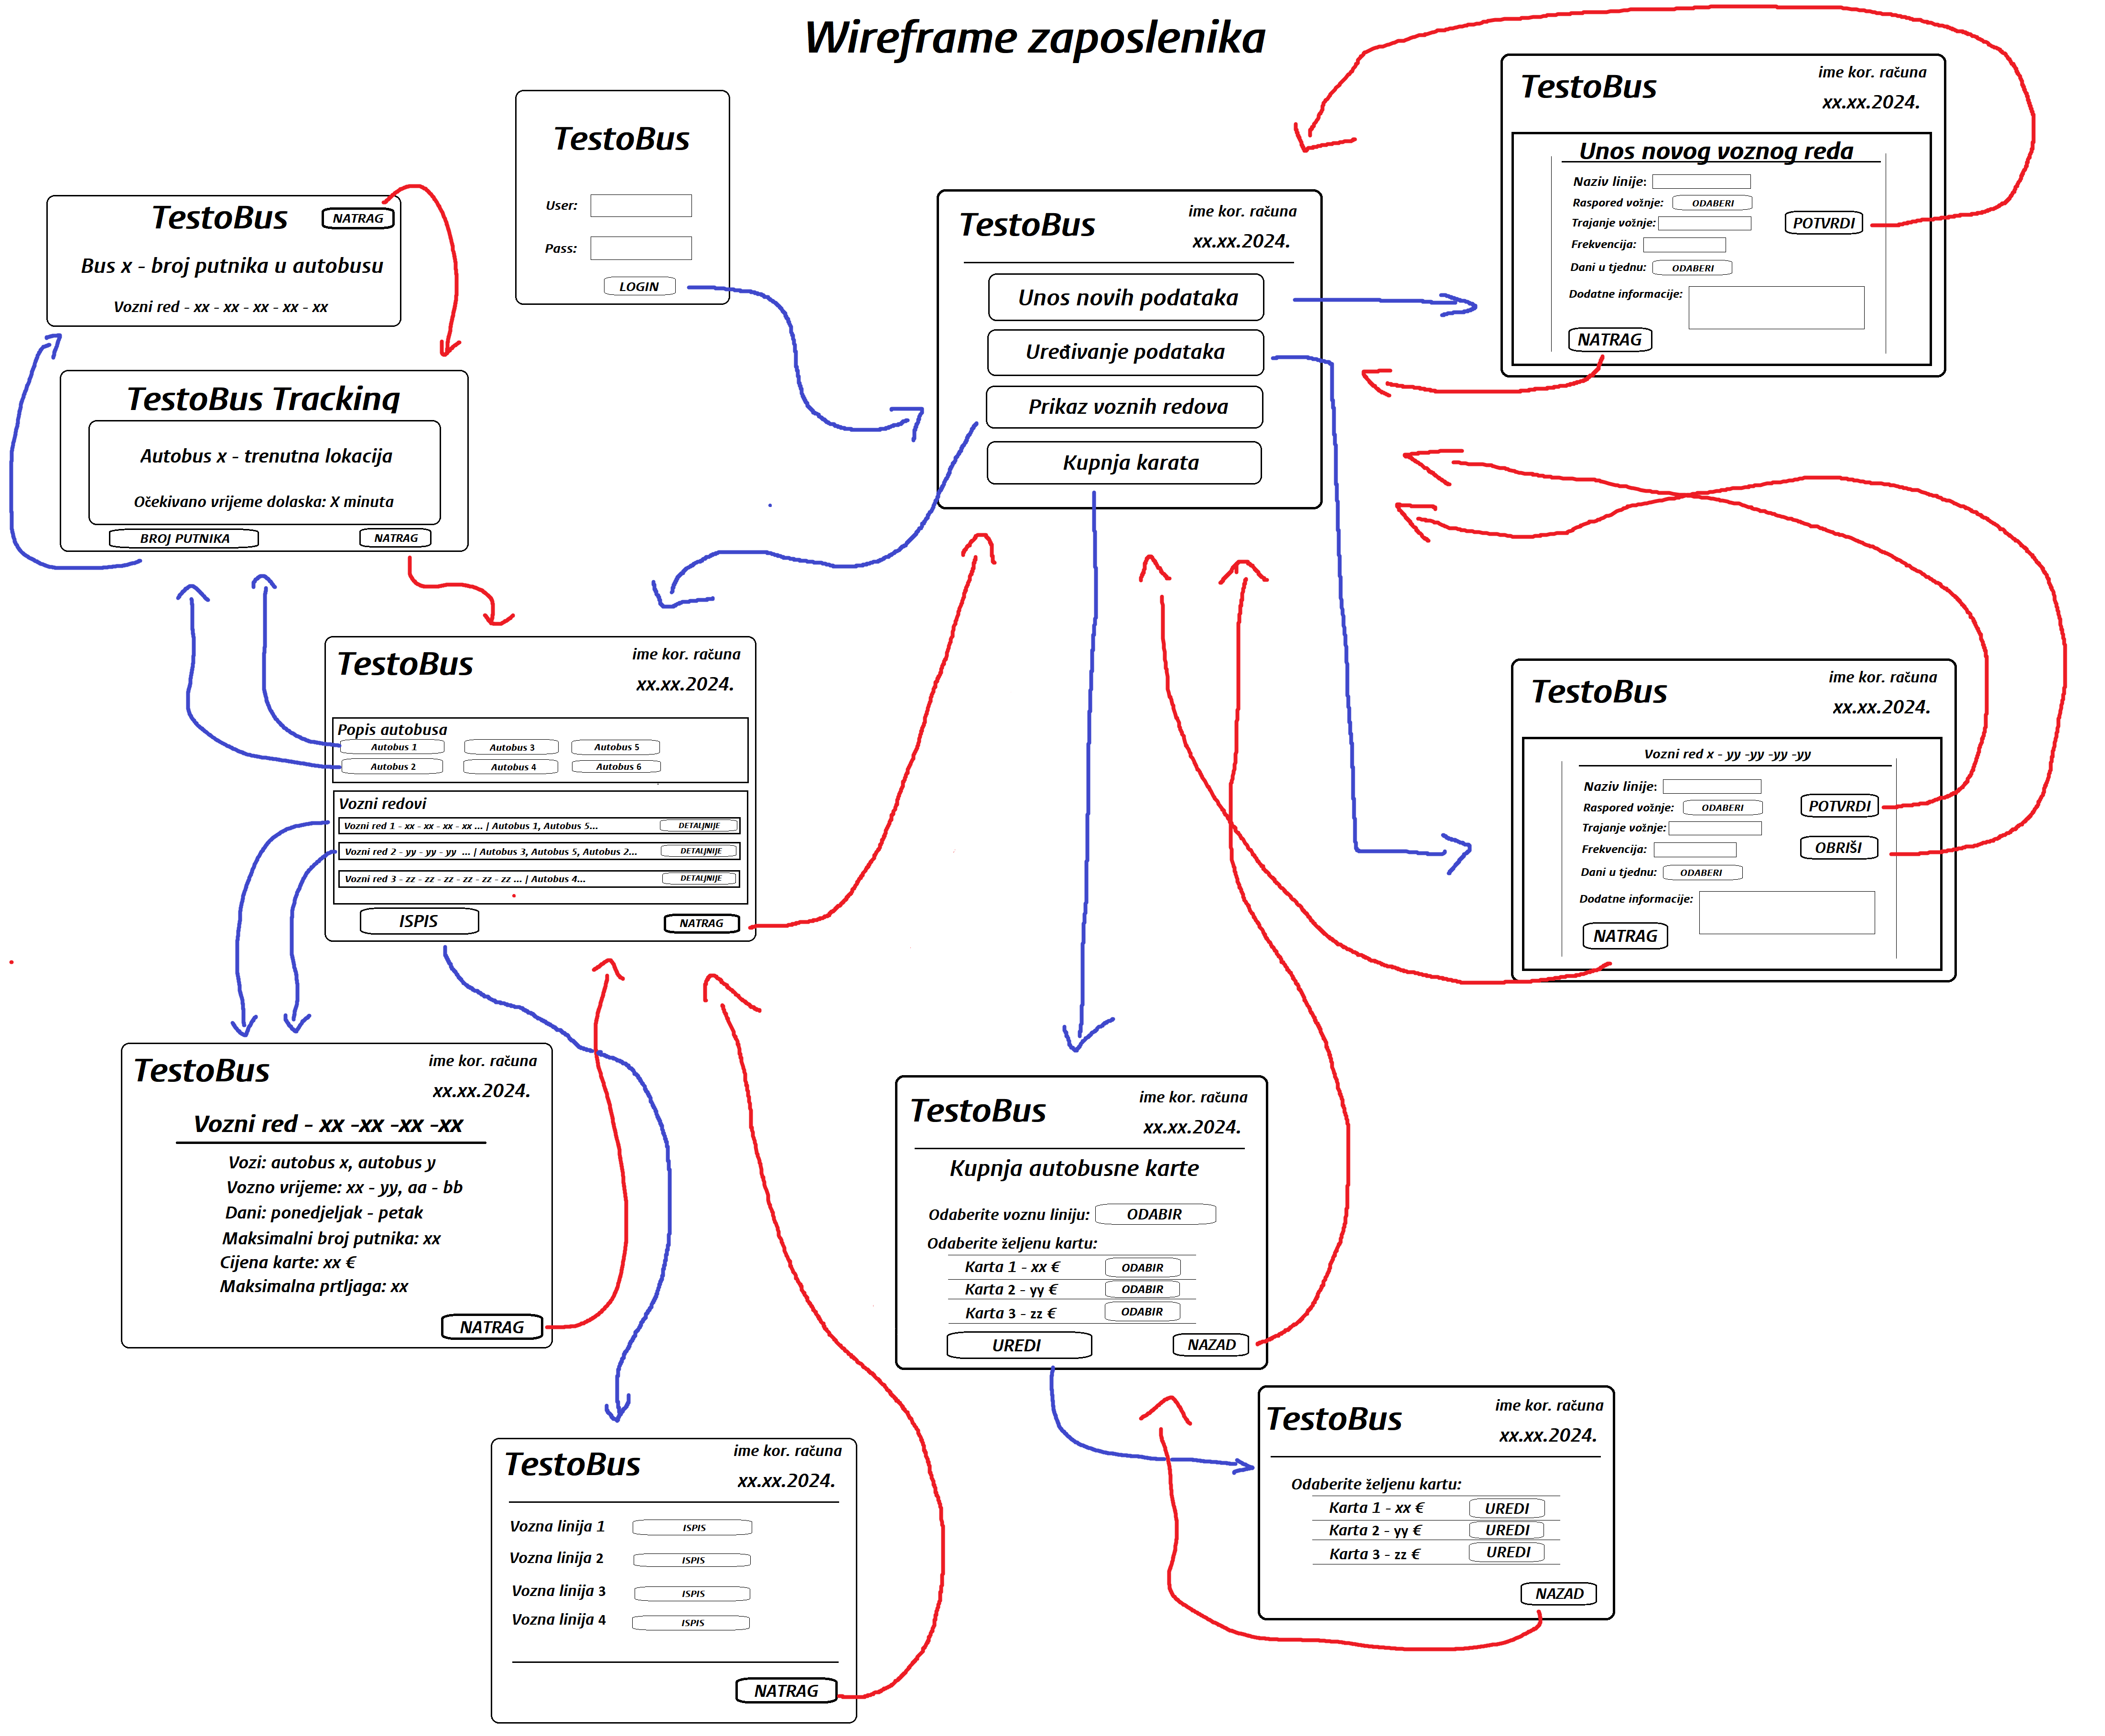 Wireframe zaposlenika
TestoBus
NATRAG
Bus x - broj putnika u autobusu
Vozni red - xx - xx - xx - xx - xx
TestoBus Tracking
Autobus x - trenutna lokacija
Očekivano vrijeme dolaska: X minuta
BROJ PUTNIKA
NATRAG
TestoBus
User:
Pass:
LOGIN
TestoBus
ime kor. računa
xx.xx.2024.
Unos novih podataka
Uređivanje podataka
Prikaz voznih redova
Kupnja karata
TestoBus
ime kor. računa
xx.xx.2024.
Unos novog voznog reda
Naziv linije:
Raspored vožnje: ODABERI
Trajanje vožnje:
POTVRDI
Frekvencija:
Dani u tjednu: ODABERI
Dodatne informacije:
NATRAG
TestoBus
ime kor. računa
xx.xx.2024.
Popis autobusa
Autobus 1 Autobus 3 Autobus 5
Autobus 2 Autobus 4 Autobus 6
Vozni redovi
Vozni red 1 - xx - xx - xx - xx ... | Autobus 1, Autobus 5... DETALJNIJE
Vozni red 2 - yy - yy - yy ... | Autobus 3, Autobus 5, Autobus 2... DETALJNIJE
Vozni red 3 - zz - zz - zz - zz - zz - zz ... | Autobus 4... DETALJNIJE
ISPIS NATRAG
TestoBus
ime kor. računa
xx.xx.2024.
Vozni red x - yy -yy -yy -yy
Naziv linije:
Raspored vožnje: ODABERI
POTVRDI
Trajanje vožnje:
Frekvencija:
OBRIŠI
Dani u tjednu: ODABERI
Dodatne informacije:
NATRAG
TestoBus
ime kor. računa
xx.xx.2024.
Vozni red - xx -xx -xx -xx
Vozi: autobus x, autobus y
Vozno vrijeme: xx - yy, aa - bb
Dani: ponedjeljak - petak
Maksimalni broj putnika: xx
Cijena karte: xx €
Maksimalna prtljaga: xx
NATRAG
TestoBus
ime kor. računa
xx.xx.2024.
Kupnja autobusne karte
Odaberite voznu liniju: ODABIR
Odaberite željenu kartu:
Karta 1 - xx € ODABIR
Karta 2 - yy € ODABIR
Karta 3 - zz € ODABIR
UREDI NAZAD
TestoBus
ime kor. računa
xx.xx.2024.
Odaberite željenu kartu:
Karta 1 - xx € UREDI
Karta 2 - yy € UREDI
Karta 3 - zz € UREDI
NAZAD
TestoBus
ime kor. računa
xx.xx.2024.
Vozna linija 1 ISPIS
Vozna linija 2 ISPIS
Vozna linija 3 ISPIS
Vozna linija 4 ISPIS
NATRAG